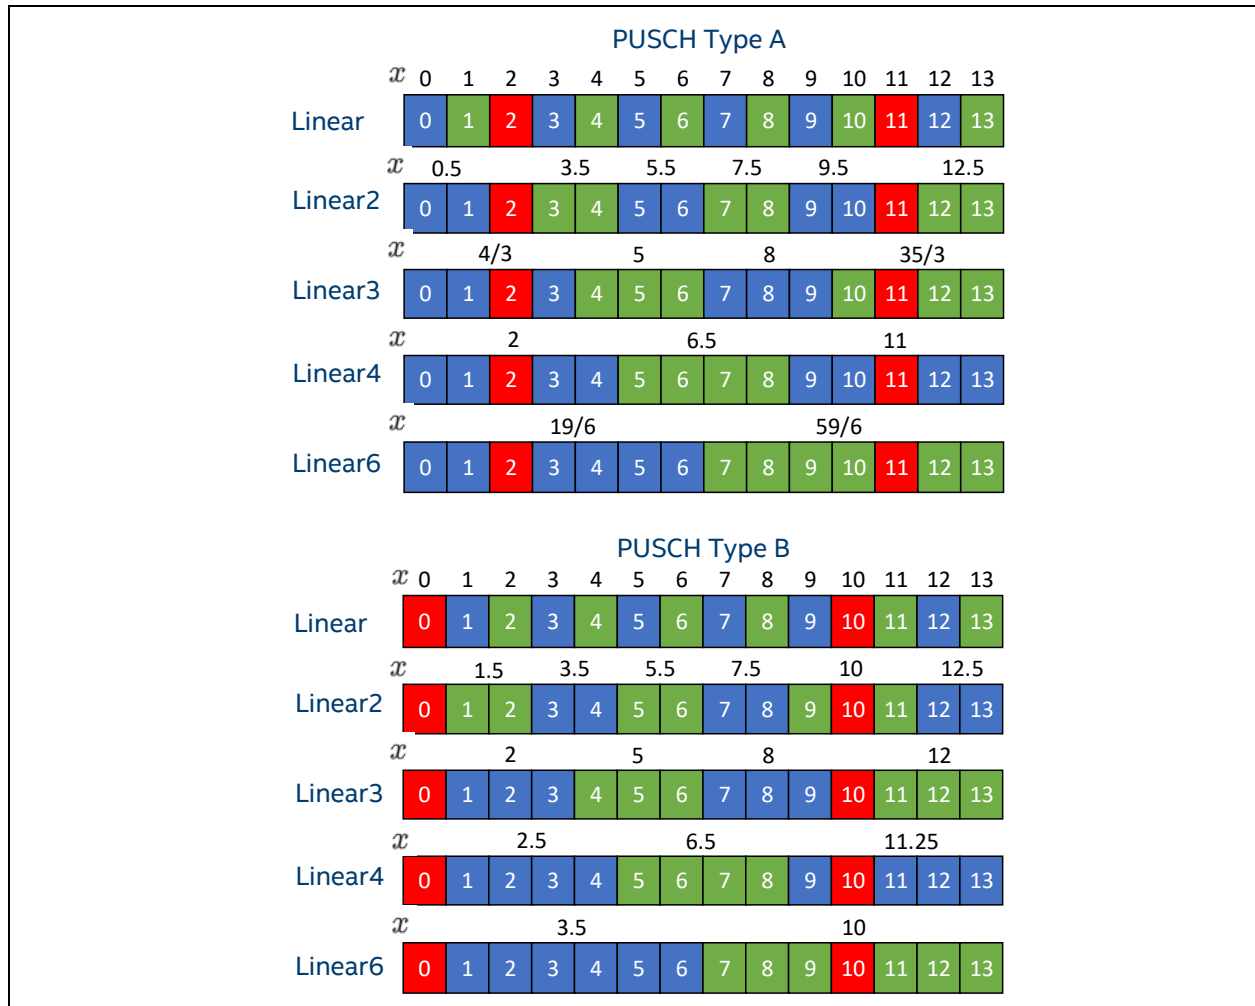 PUSCH Type A
x 0 1 2 3 4 5 6 7 8 9 10 11 12 13
Linear 0 1 2 3 4 5 6 7 8 9 10 11 12 13
x 0.5 3.5 5.5 7.5 9.5 12.5
Linear2 0 1 2 3 4 5 6 7 8 9 10 11 12 13
x 4/3 5 8 35/3
Linear3 0 1 2 3 4 5 6 7 8 9 10 11 12 13
x 2 6.5 11
Linear4 0 1 2 3 4 5 6 7 8 9 10 11 12 13
x 19/6 59/6
Linear6 0 1 2 3 4 5 6 7 8 9 10 11 12 13
PUSCH Type B
x 0 1 2 3 4 5 6 7 8 9 10 11 12 13
Linear 0 1 2 3 4 5 6 7 8 9 10 11 12 13
x 1.5 3.5 5.5 7.5 10 12.5
Linear2 0 1 2 3 4 5 6 7 8 9 10 11 12 13
x 2 5 8 12
Linear3 0 1 2 3 4 5 6 7 8 9 10 11 12 13
x 2.5 6.5 11.25
Linear4 0 1 2 3 4 5 6 7 8 9 10 11 12 13
x 3.5 10
Linear6 0 1 2 3 4 5 6 7 8 9 10 11 12 13